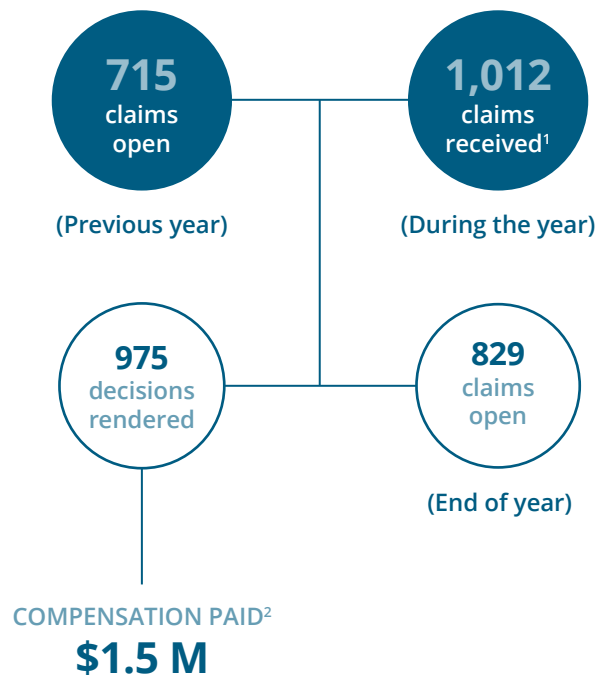 715
claims
open
(Previous year)
1,012
claims
received¹
(During the year)
975
decisions
rendered
829
claims
open
(End of year)
COMPENSATION PAID²
$1.5 M